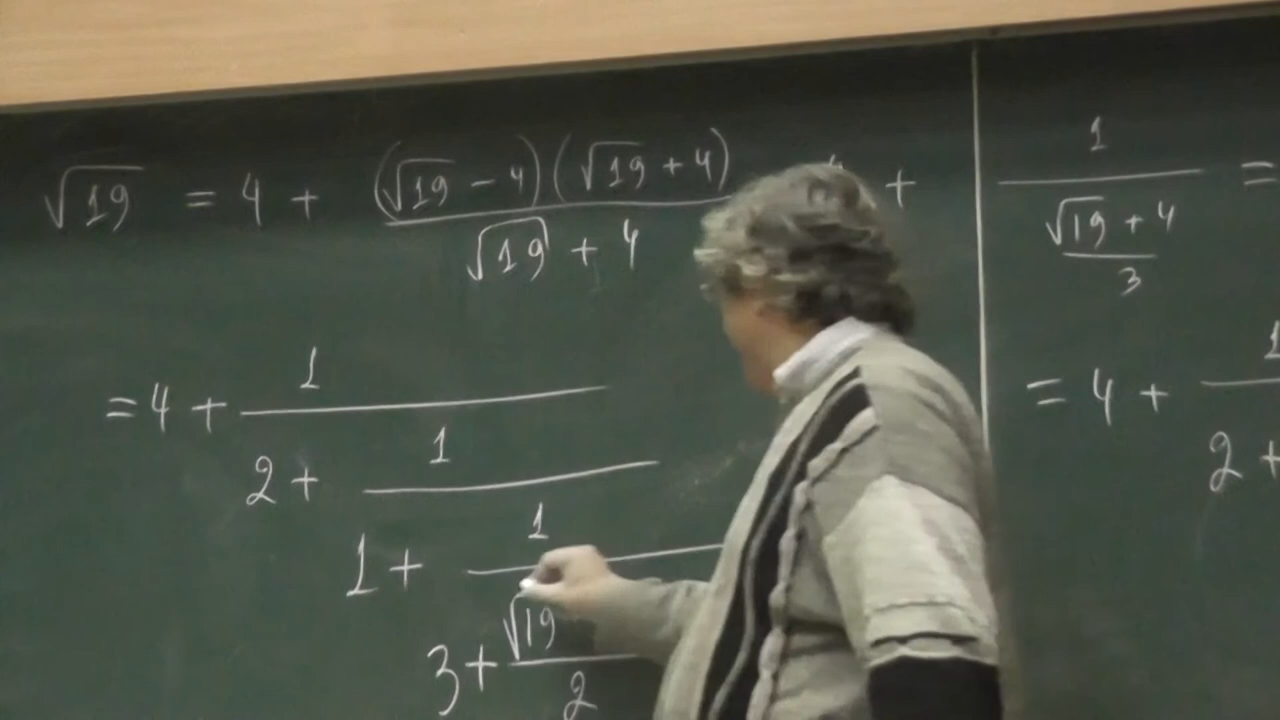 √19 = 4 + (√19 - 4)(√19 + 4)
√19 + 4
+ 1 =
√19 + 4
3
= 4 + 1
2 + 1
1 + 1
3 + √19
2
= 4 + 1
2 +